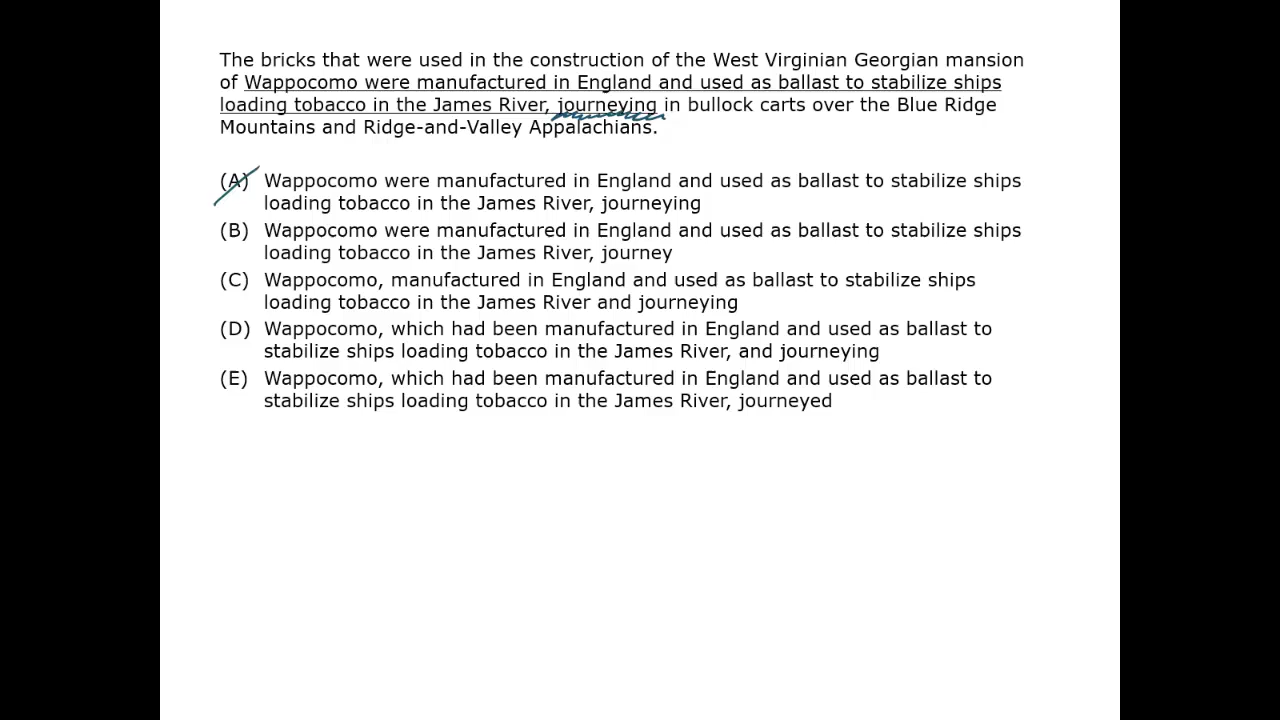 The bricks that were used in the construction of the West Virginian Georgian mansion
of Wappocomo were manufactured in England and used as ballast to stabilize ships
loading tobacco in the James River, journeying in bullock carts over the Blue Ridge
Mountains and Ridge-and-Valley Appalachians.
(A) Wappocomo were manufactured in England and used as ballast to stabilize ships
loading tobacco in the James River, journeying
(B) Wappocomo were manufactured in England and used as ballast to stabilize ships
loading tobacco in the James River, journey
(C) Wappocomo, manufactured in England and used as ballast to stabilize ships
loading tobacco in the James River and journeying
(D) Wappocomo, which had been manufactured in England and used as ballast to
stabilize ships loading tobacco in the James River, and journeying
(E) Wappocomo, which had been manufactured in England and used as ballast to
stabilize ships loading tobacco in the James River, journeyed